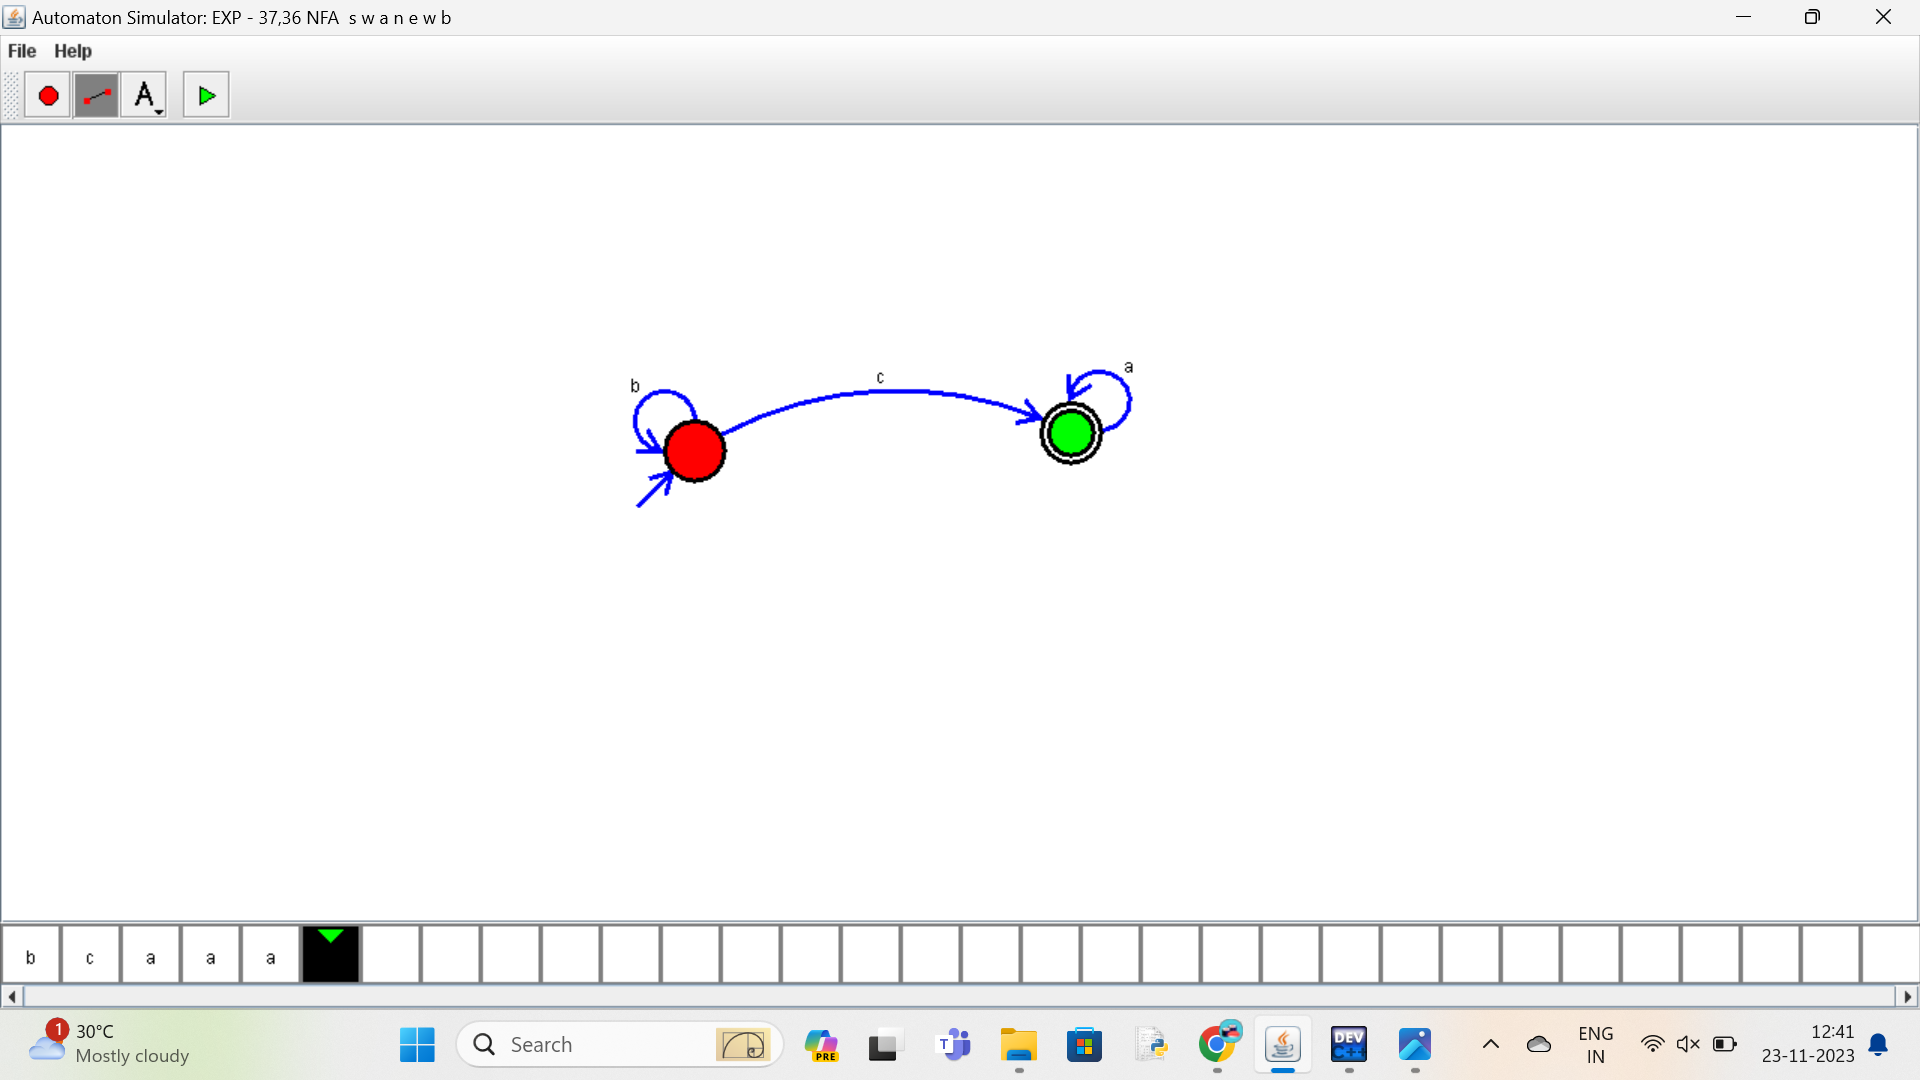 Automaton Simulator: EXP - 37,36 NFA s w a n e w b
File Help
A
b
c
a
b c a a a
1
30°C
Mostly cloudy
Search
PRE
T
DEV
C++
ENG
IN
12:41
23-11-2023